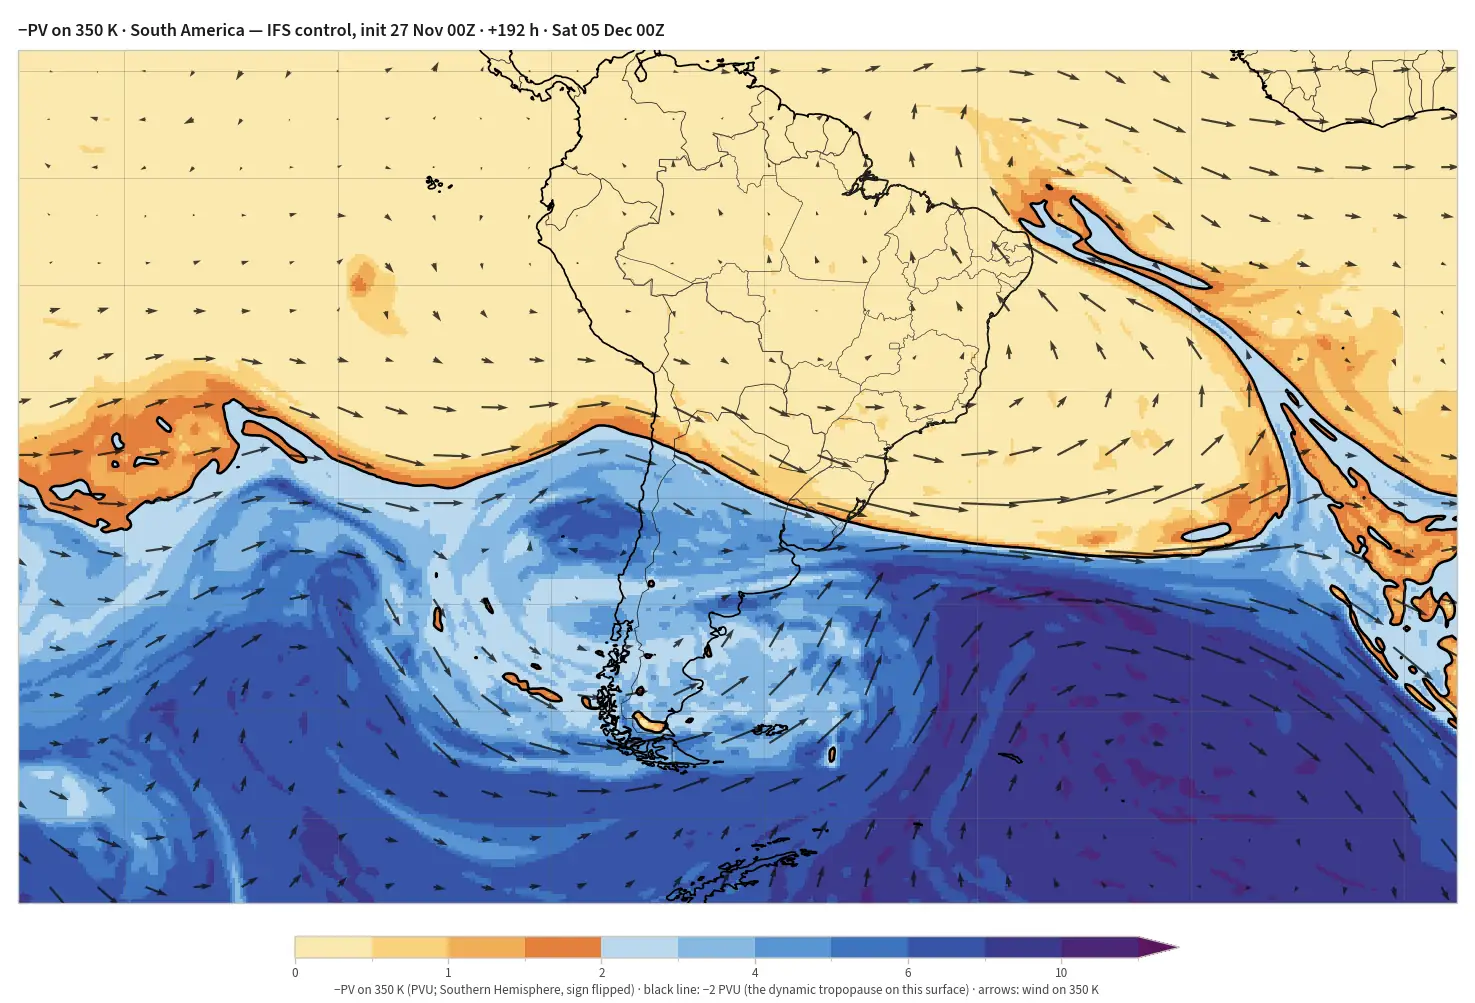 −PV on 350 K · South America — IFS control, init 27 Nov 00Z · +192 h · Sat 05 Dec 00Z
0 1 2 4 6 10
−PV on 350 K (PVU; Southern Hemisphere, sign flipped) · black line: −2 PVU (the dynamic tropopause on this surface) · arrows: wind on 350 K